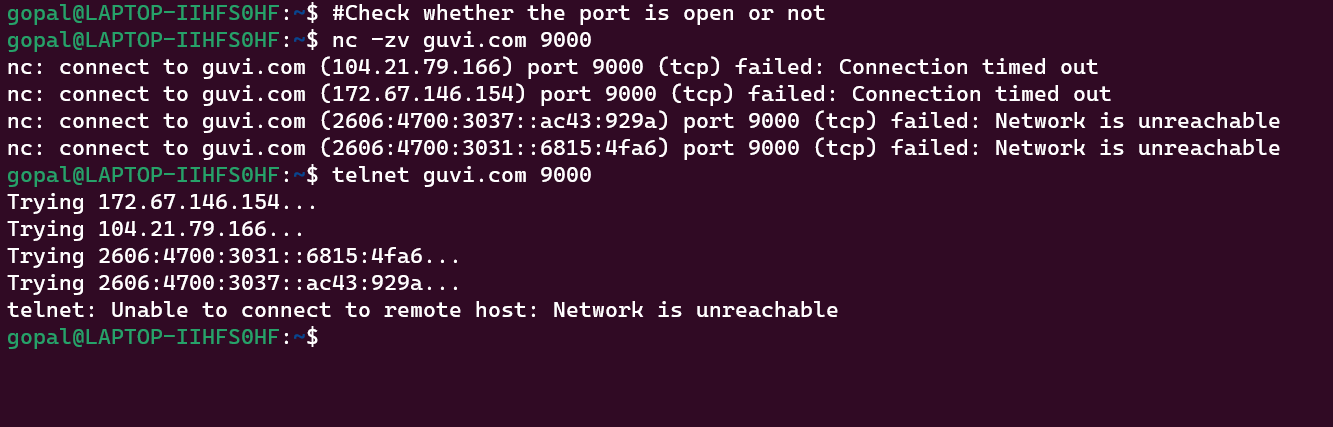 gopal@LAPTOP-IIHFS0HF:~$ #Check whether the port is open or not
gopal@LAPTOP-IIHFS0HF:~$ nc -zv guvi.com 9000
nc: connect to guvi.com (104.21.79.166) port 9000 (tcp) failed: Connection timed out
nc: connect to guvi.com (172.67.146.154) port 9000 (tcp) failed: Connection timed out
nc: connect to guvi.com (2606:4700:3037::ac43:929a) port 9000 (tcp) failed: Network is unreachable
nc: connect to guvi.com (2606:4700:3031::6815:4fa6) port 9000 (tcp) failed: Network is unreachable
gopal@LAPTOP-IIHFS0HF:~$ telnet guvi.com 9000
Trying 172.67.146.154...
Trying 104.21.79.166...
Trying 2606:4700:3031::6815:4fa6...
Trying 2606:4700:3037::ac43:929a...
telnet: Unable to connect to remote host: Network is unreachable
gopal@LAPTOP-IIHFS0HF:~$